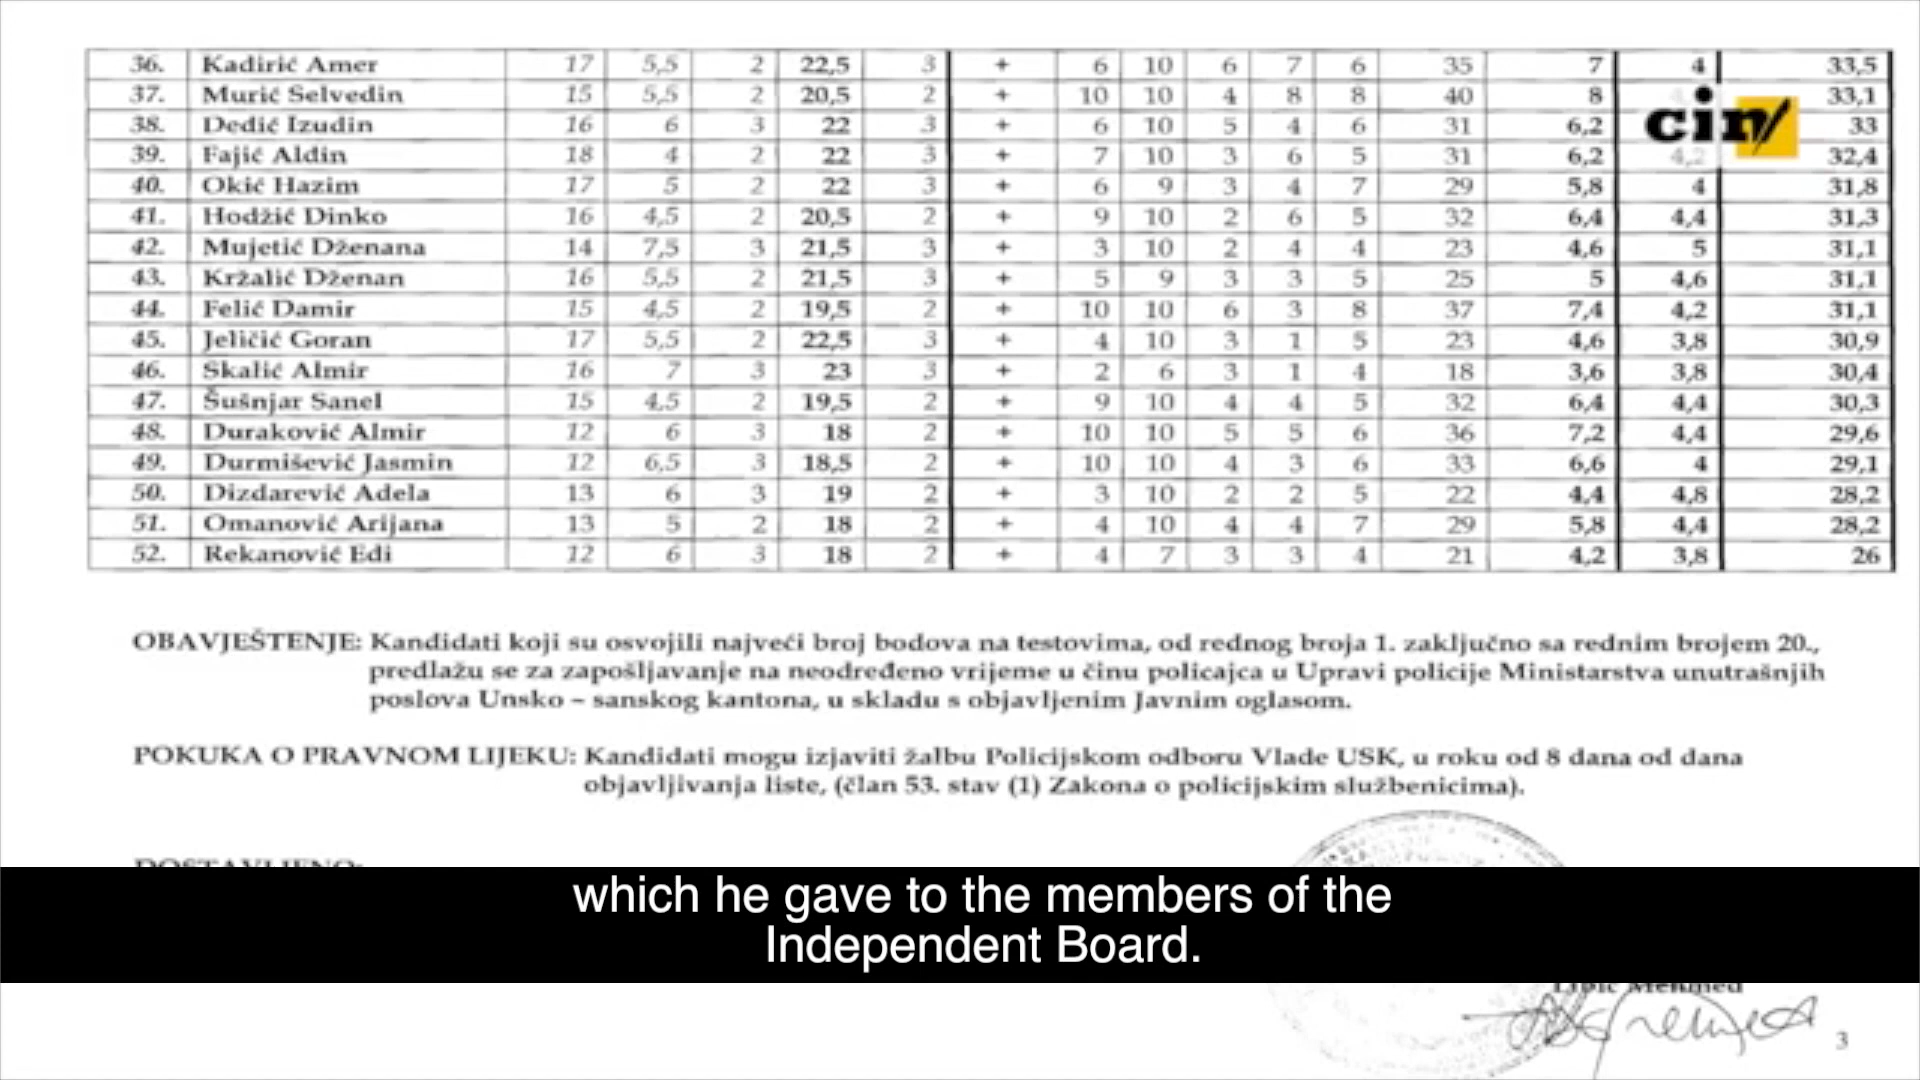 36. Kadirić Amer 17 5,5 2 22,5 3 + 6 10 6 7 6 35 7 4 33,5
37. Murić Selvedin 15 5,5 2 20,5 2 + 10 10 4 8 8 40 8 33,1
38. Dedić Izudin 16 6 3 22 3 + 6 10 5 4 6 31 6,2 33
cin
39. Fajić Aldin 18 4 2 22 3 + 7 10 3 6 5 31 6,2 4,2 32,4
40. Okić Hazim 17 5 2 22 3 + 6 9 3 4 7 29 5,8 4 31,8
41. Hodžić Dinko 16 4,5 2 20,5 2 + 9 10 2 6 5 32 6,4 4,4 31,3
42. Mujetić Dženana 14 7,5 3 21,5 3 + 3 10 2 4 4 23 4,6 5 31,1
43. Kržalić Dženan 16 5,5 2 21,5 3 + 5 9 3 3 5 25 5 4,6 31,1
44. Felić Damir 15 4,5 2 19,5 2 + 10 10 6 3 8 37 7,4 4,2 31,1
45. Jeličić Goran 17 5,5 2 22,5 3 + 4 10 3 1 5 23 4,6 3,8 30,9
46. Skalić Almir 16 7 3 23 3 + 2 6 3 1 4 18 3,6 3,8 30,4
47. Šušnjar Sanel 15 4,5 2 19,5 2 + 9 10 4 4 5 32 6,4 4,4 30,3
48. Duraković Almir 12 6 3 18 2 + 10 10 5 5 6 36 7,2 4,4 29,6
49. Durmišević Jasmin 12 6,5 3 18,5 2 + 10 10 4 3 6 33 6,6 4 29,1
50. Dizdarević Adela 13 6 3 19 2 + 3 10 2 2 5 22 4,4 4,8 28,2
51. Omanović Arijana 13 5 2 18 2 + 4 10 4 4 7 29 5,8 4,4 28,2
52. Rekanović Edi 12 6 3 18 2 + 4 7 3 3 4 21 4,2 3,8 26
OBAVJEŠTENJE: Kandidati koji su osvojili najveći broj bodova na testovima, od rednog broja 1. zaključno sa rednim brojem 20.,
predlažu se za zapošljavanje na neodređeno vrijeme u činu policajca u Upravi policije Ministarstva unutrašnjih
poslova Unsko – sanskog kantona, u skladu s objavljenim Javnim oglasom.
POKUKA O PRAVNOM LIJEKU: Kandidati mogu izjaviti žalbu Policijskom odboru Vlade USK, u roku od 8 dana od dana
objavljivanja liste, (član 53. stav (1) Zakona o policijskim službenicima).
which he gave to the members of the
Independent Board.
Mehmed
3